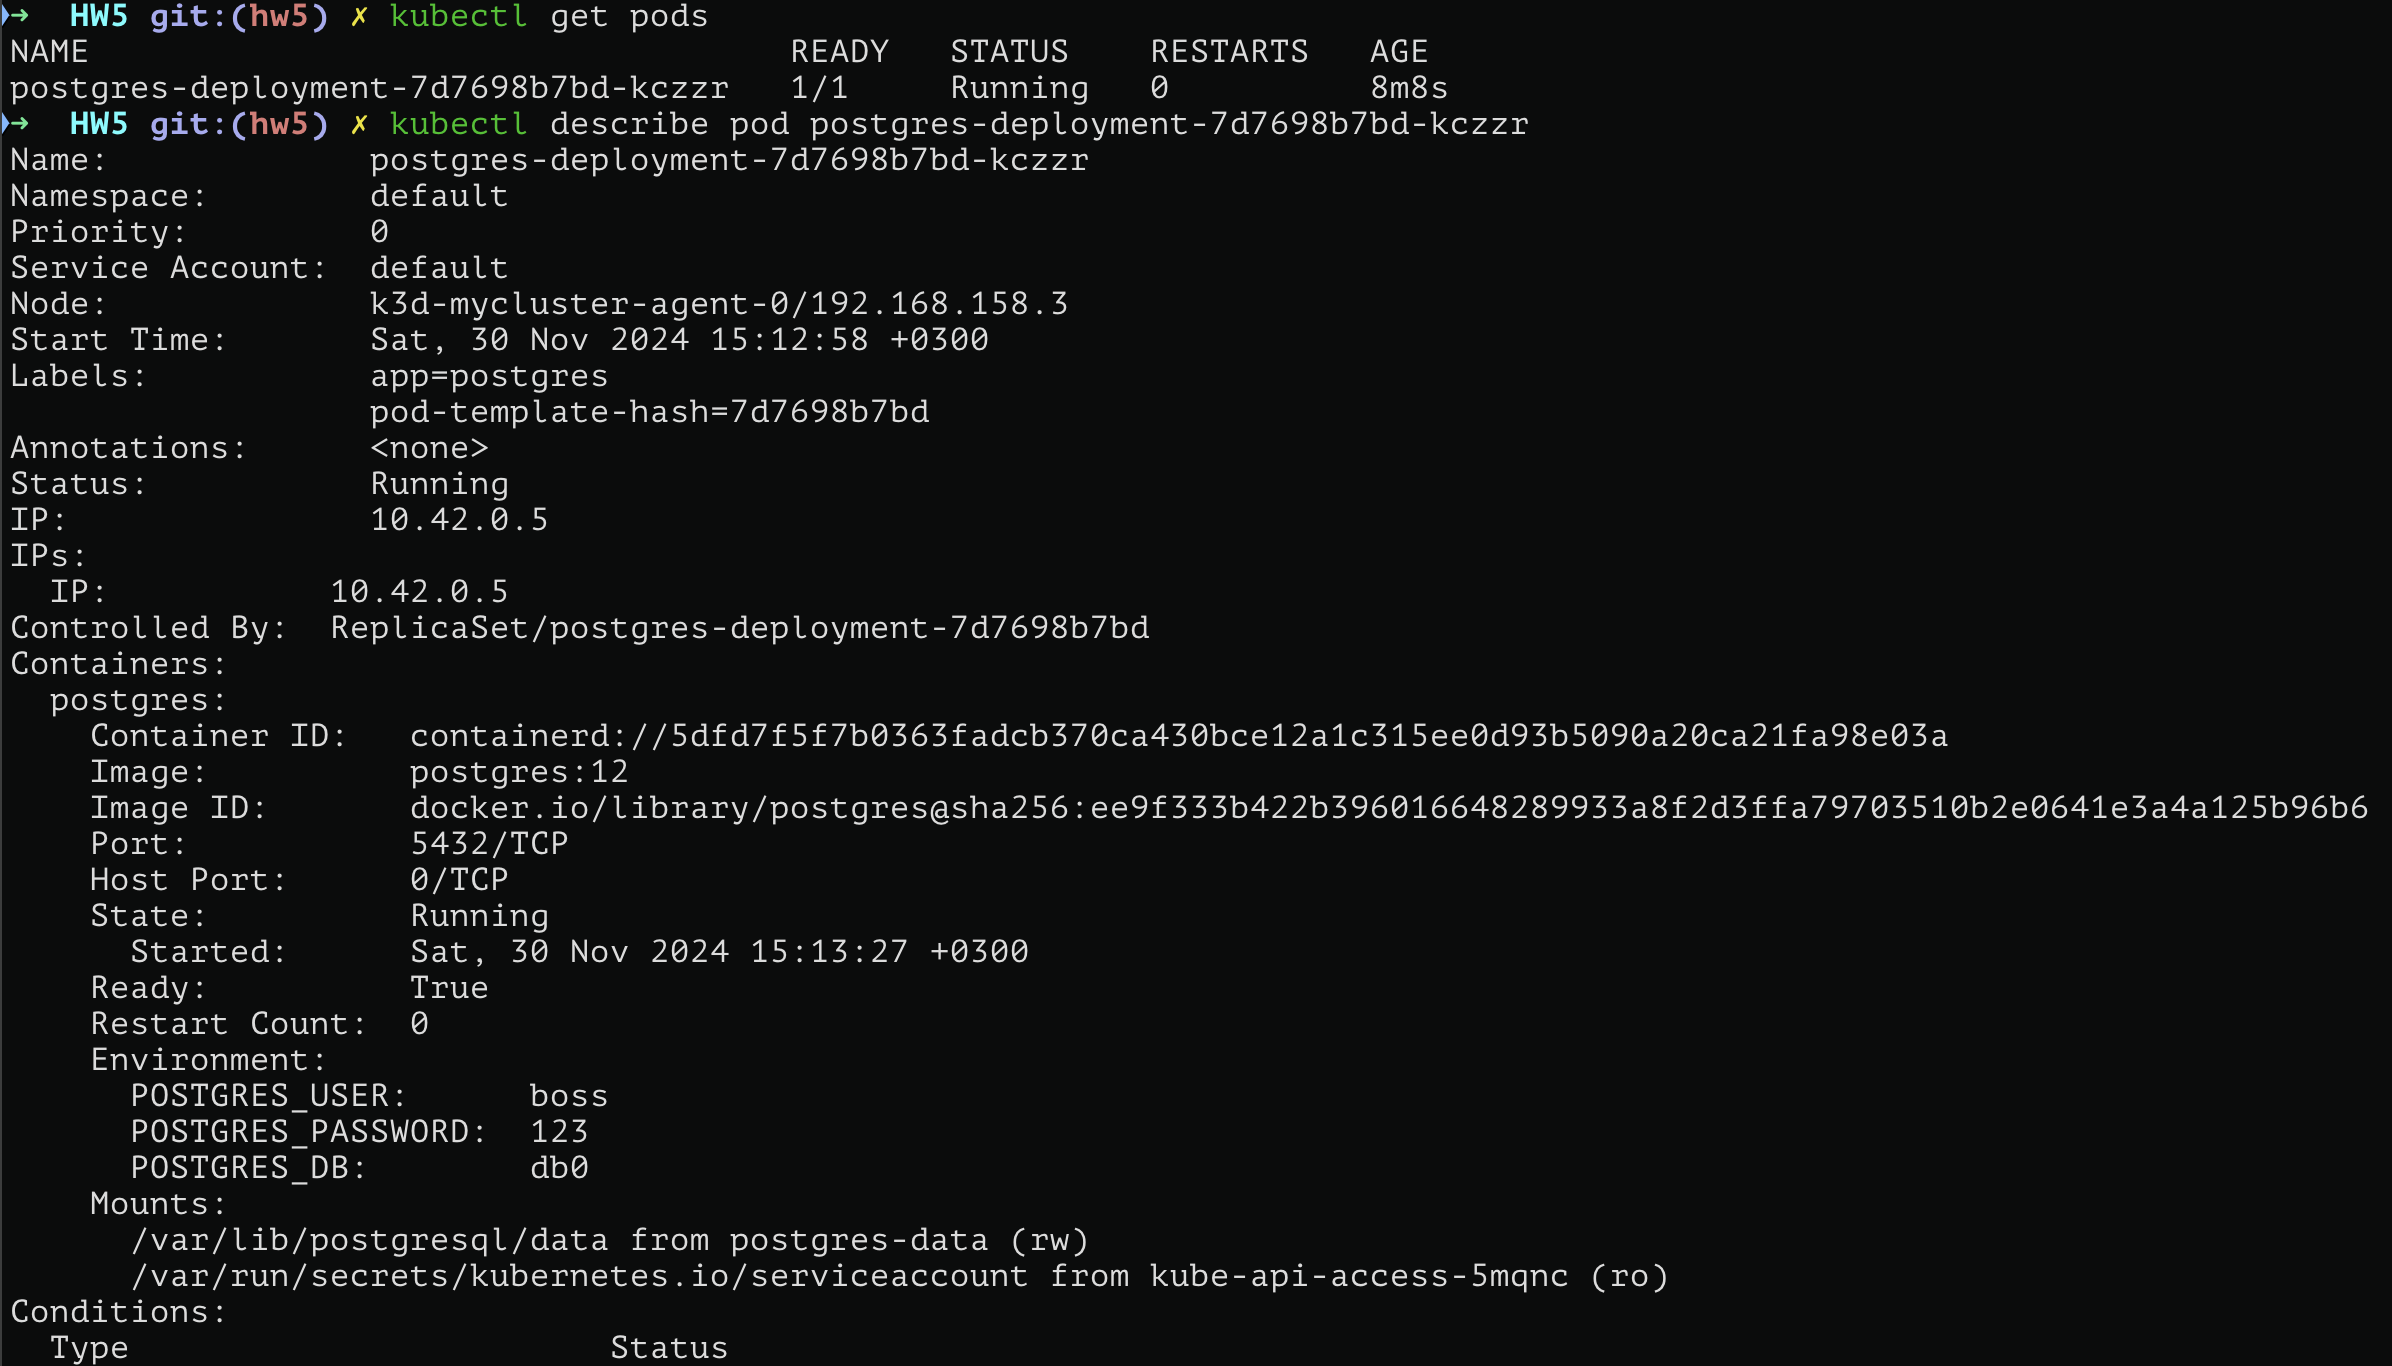 ➜  HW5 git:(hw5) ✗ kubectl get pods
NAME                                   READY   STATUS    RESTARTS   AGE
postgres-deployment-7d7698b7bd-kczzr   1/1     Running   0          8m8s
➜  HW5 git:(hw5) ✗ kubectl describe pod postgres-deployment-7d7698b7bd-kczzr
Name:             postgres-deployment-7d7698b7bd-kczzr
Namespace:        default
Priority:         0
Service Account:  default
Node:             k3d-mycluster-agent-0/192.168.158.3
Start Time:       Sat, 30 Nov 2024 15:12:58 +0300
Labels:           app=postgres
                  pod-template-hash=7d7698b7bd
Annotations:      <none>
Status:           Running
IP:               10.42.0.5
IPs:
  IP:           10.42.0.5
Controlled By:  ReplicaSet/postgres-deployment-7d7698b7bd
Containers:
  postgres:
    Container ID:   containerd://5dfd7f5f7b0363fadcb370ca430bce12a1c315ee0d93b5090a20ca21fa98e03a
    Image:          postgres:12
    Image ID:       docker.io/library/postgres@sha256:ee9f333b422b396016648289933a8f2d3ffa79703510b2e0641e3a4a125b96b6
    Port:           5432/TCP
    Host Port:      0/TCP
    State:          Running
      Started:      Sat, 30 Nov 2024 15:13:27 +0300
    Ready:          True
    Restart Count:  0
    Environment:
      POSTGRES_USER:      boss
      POSTGRES_PASSWORD:  123
      POSTGRES_DB:        db0
    Mounts:
      /var/lib/postgresql/data from postgres-data (rw)
      /var/run/secrets/kubernetes.io/serviceaccount from kube-api-access-5mqnc (ro)
Conditions:
  Type                        Status